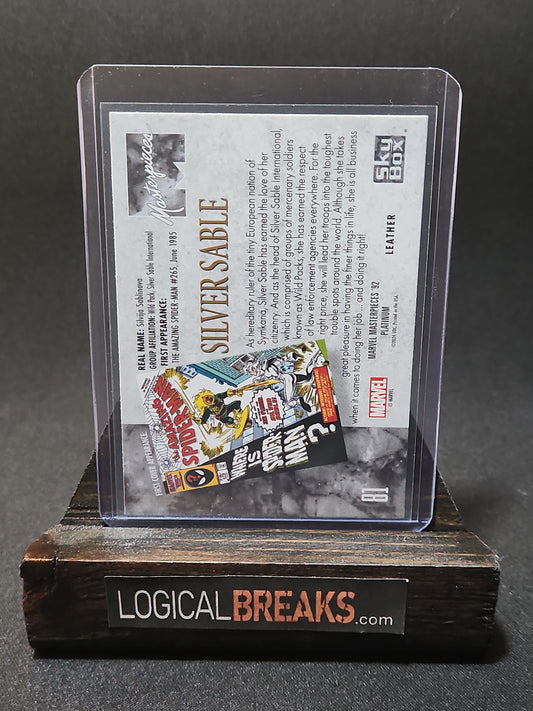 Masterpieces
REAL NAME: Silvija Sablinova
GROUP AFFILIATION: Wild Pack, Silver Sable International
FIRST APPEARANCE:
THE AMAZING SPIDER-MAN #265, June 1985
SILVER SABLE
As hereditary ruler of the tiny European nation of
Symkaria, Silver Sable has earned the love of her
citizenry. And as the head of Silver Sable International,
which is comprised of groups of mercenary soldiers
known as Wild Packs, she has earned the respect
of law enforcement agencies everywhere. For the
right price, she will lead her troops into the toughest
trouble spots around the world. Although she takes
great pleasure in having the finer things in life, she is all business
when it comes to doing her job... and doing it right!
FIRST COVER APPEARANCE:
THE AMAZING
SPIDER-MAN
WHERE
IS
SPIDER-
MAN
?
MARVEL
© MARVEL
MARVEL MASTERPIECES '92
PLATINUM
Printed in the USA.
LEATHER
SkyBox
81
LOGICALBREAKS.com